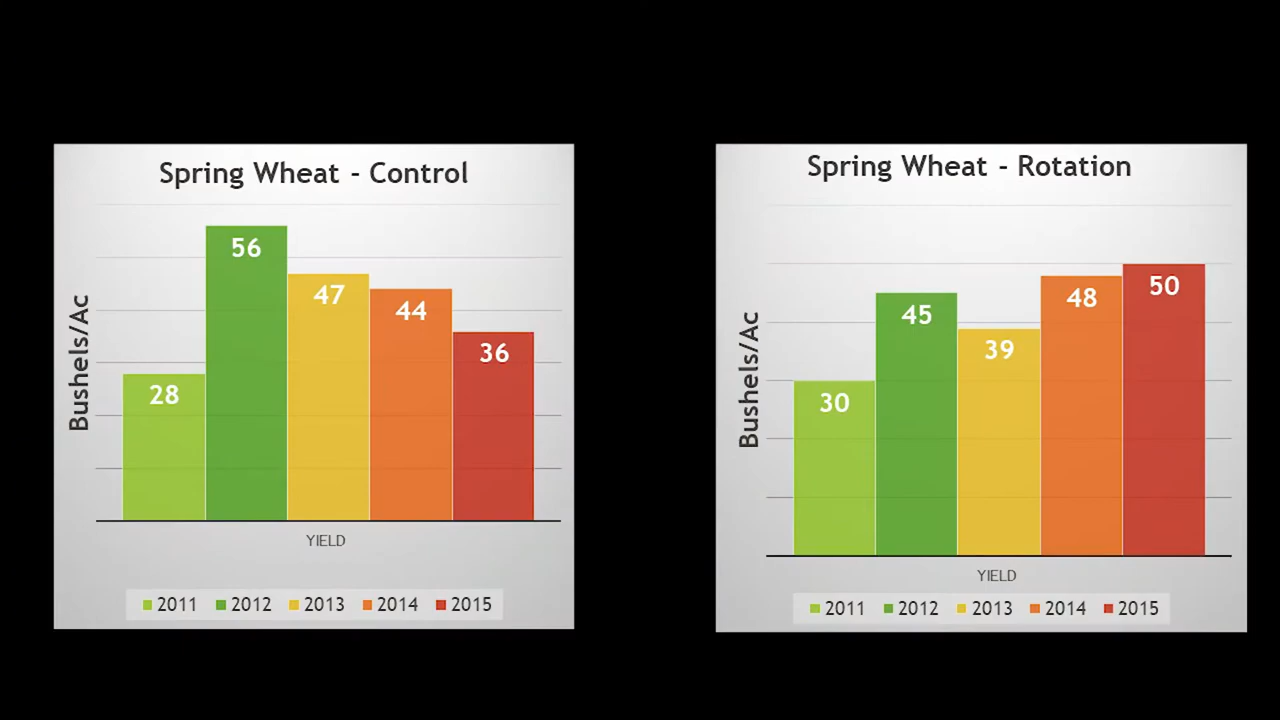 Spring Wheat - Control
Bushels/Ac
28
56
47
44
36
YIELD
2011 2012 2013 2014 2015
Spring Wheat - Rotation
Bushels/Ac
30
45
39
48
50
YIELD
2011 2012 2013 2014 2015